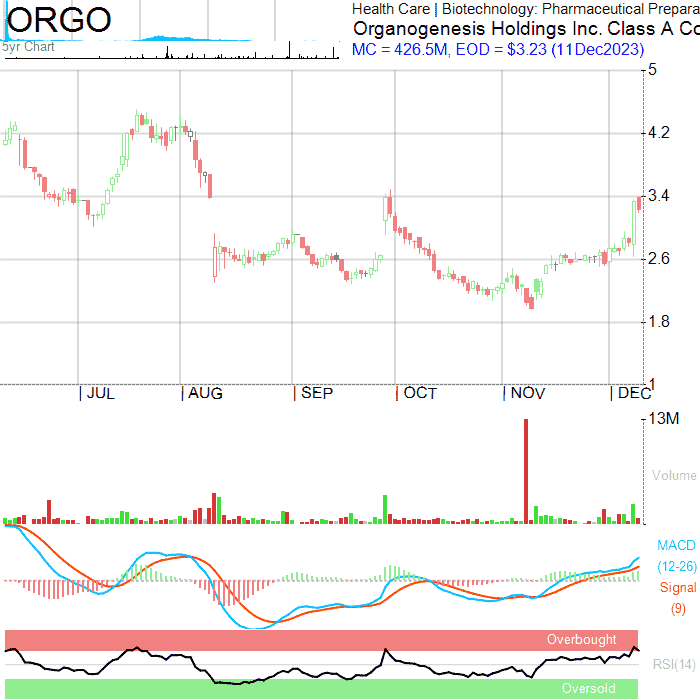 ORGO
Health Care | Biotechnology: Pharmaceutical Prepara
Organogenesis Holdings Inc. Class A Co
MC = 426.5M, EOD = $3.23 (11Dec2023)
5yr Chart
5
4.2
3.4
2.6
1.8
1
| JUL
| AUG
| SEP
| OCT
| NOV
| DEC
13M
Volume
MACD
(12-26)
Signal
(9)
Overbought
RSI(14)
Oversold